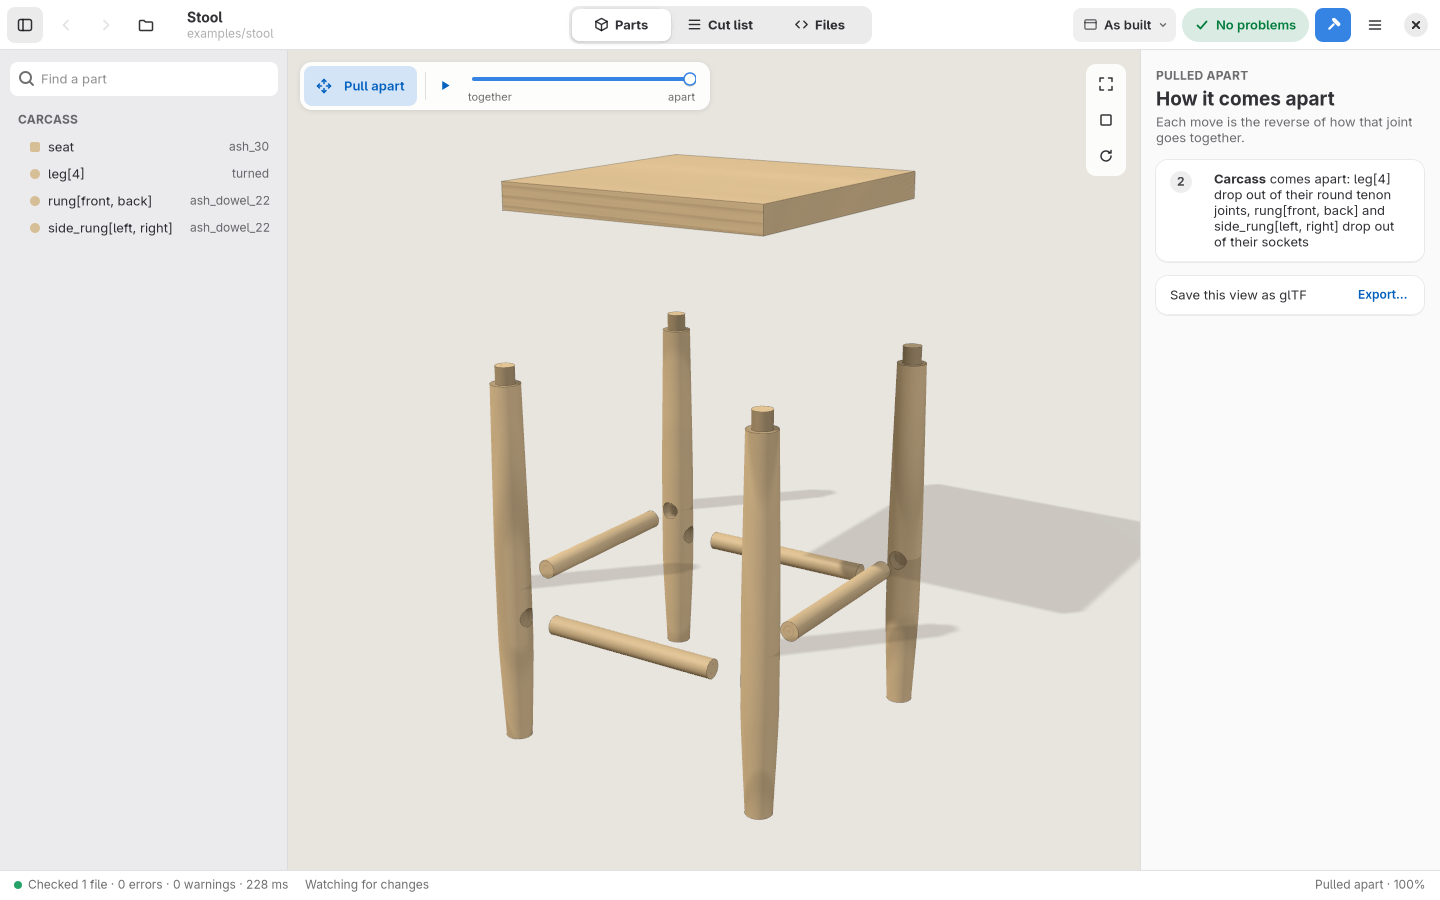 Stool
examples/stool
Parts
Cut list
Files
As built
No problems
Find a part
CARCASS
seat ash_30
leg[4] turned
rung[front, back] ash_dowel_22
side_rung[left, right] ash_dowel_22
Pull apart
together apart
PULLED APART
How it comes apart
Each move is the reverse of how that joint
goes together.
2
Carcass comes apart: leg[4]
drop out of their round tenon
joints, rung[front, back] and
side_rung[left, right] drop out
of their sockets
Save this view as glTF Export...
Checked 1 file · 0 errors · 0 warnings · 228 ms Watching for changes
Pulled apart · 100%